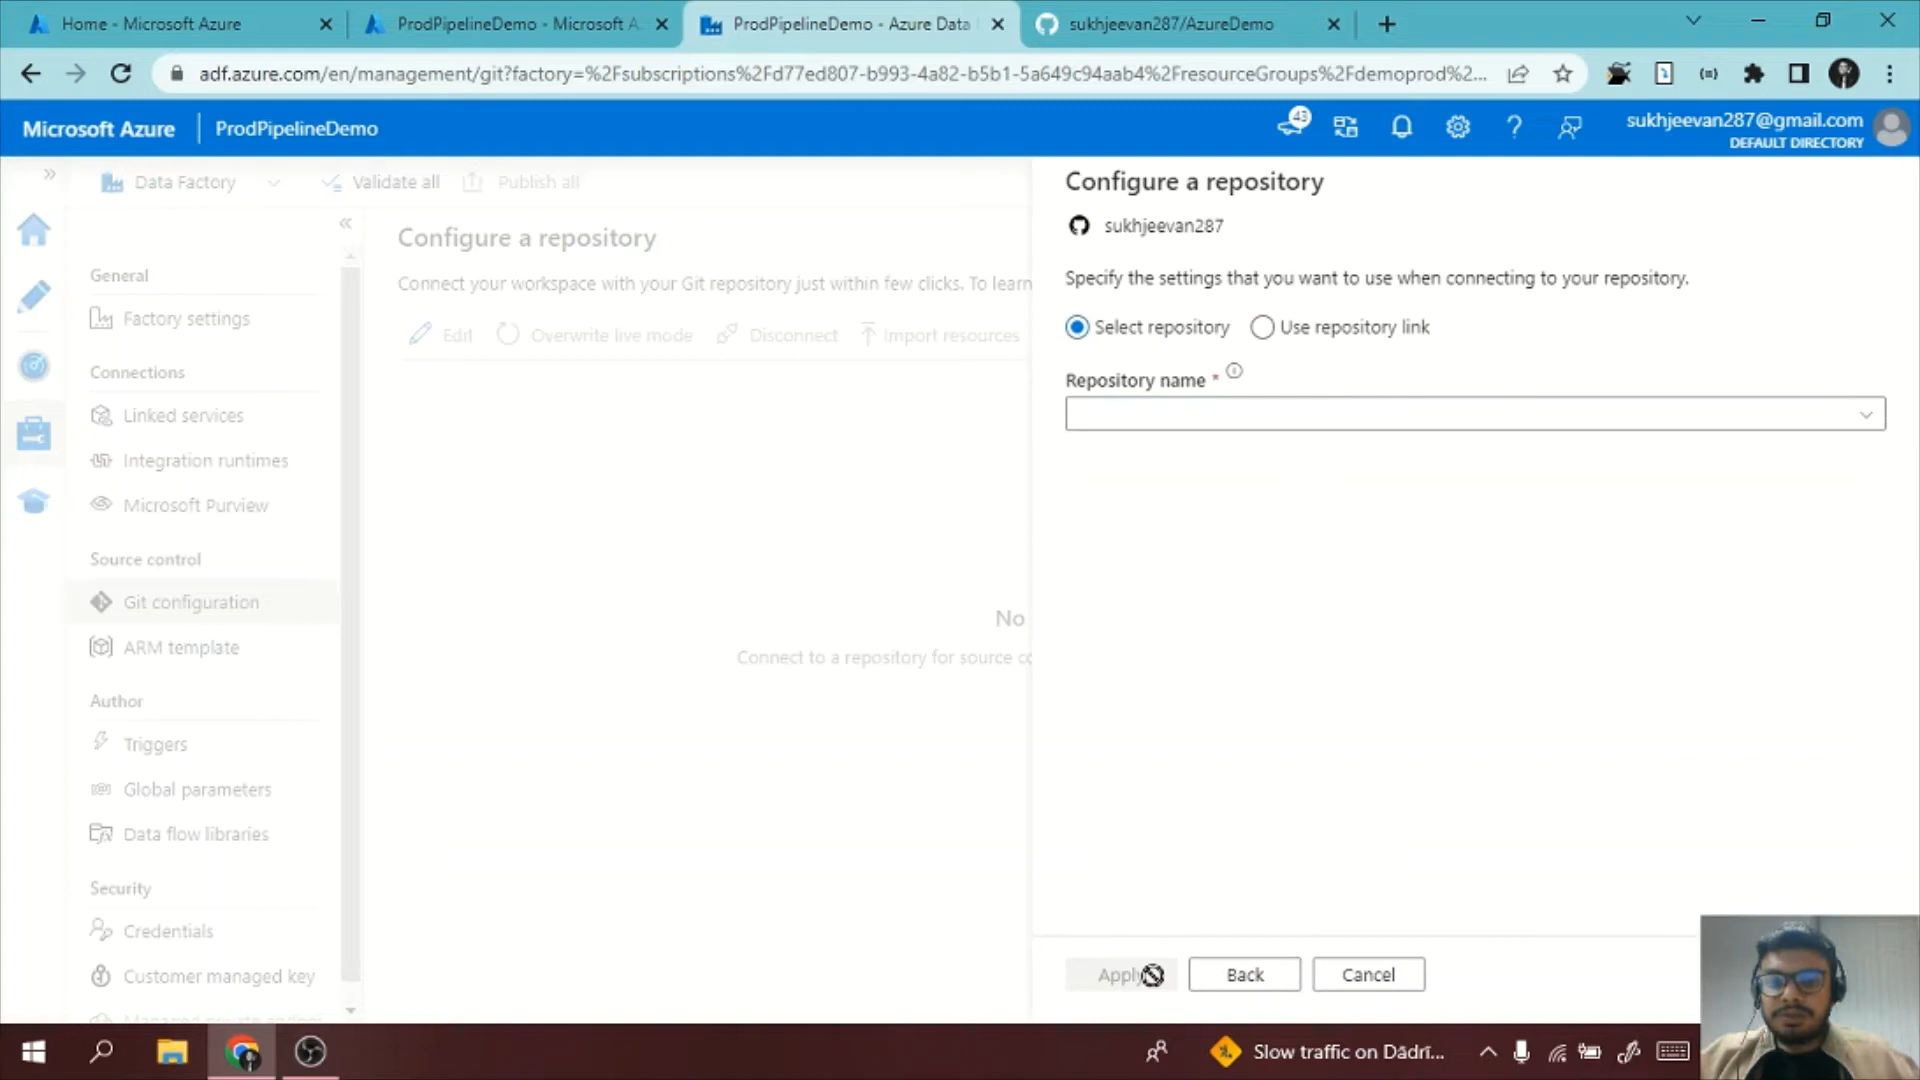 Home - Microsoft Azure
ProdPipelineDemo - Microsoft A
ProdPipelineDemo - Azure Data
sukhjeevan287/AzureDemo
adf.azure.com/en/management/git?factory=%2Fsubscriptions%2Fd77ed807-b993-4a82-b5b1-5a649c94aab4%2FresourceGroups%2Fdemoprod%2...
Microsoft Azure
ProdPipelineDemo
43
sukhjeevan287@gmail.com
DEFAULT DIRECTORY
Data Factory
Validate all
Publish all
General
Factory settings
Connections
Linked services
Integration runtimes
Microsoft Purview
Source control
Git configuration
ARM template
Author
Triggers
Global parameters
Data flow libraries
Security
Credentials
Customer managed key
Configure a repository
Connect your workspace with your Git repository just within few clicks. To learn
Edit
Overwrite live mode
Disconnect
Import resources
No
Connect to a repository for source co
Configure a repository
sukhjeevan287
Specify the settings that you want to use when connecting to your repository.
Select repository
Use repository link
Repository name *
Apply
Back
Cancel
Slow traffic on Dādrī...